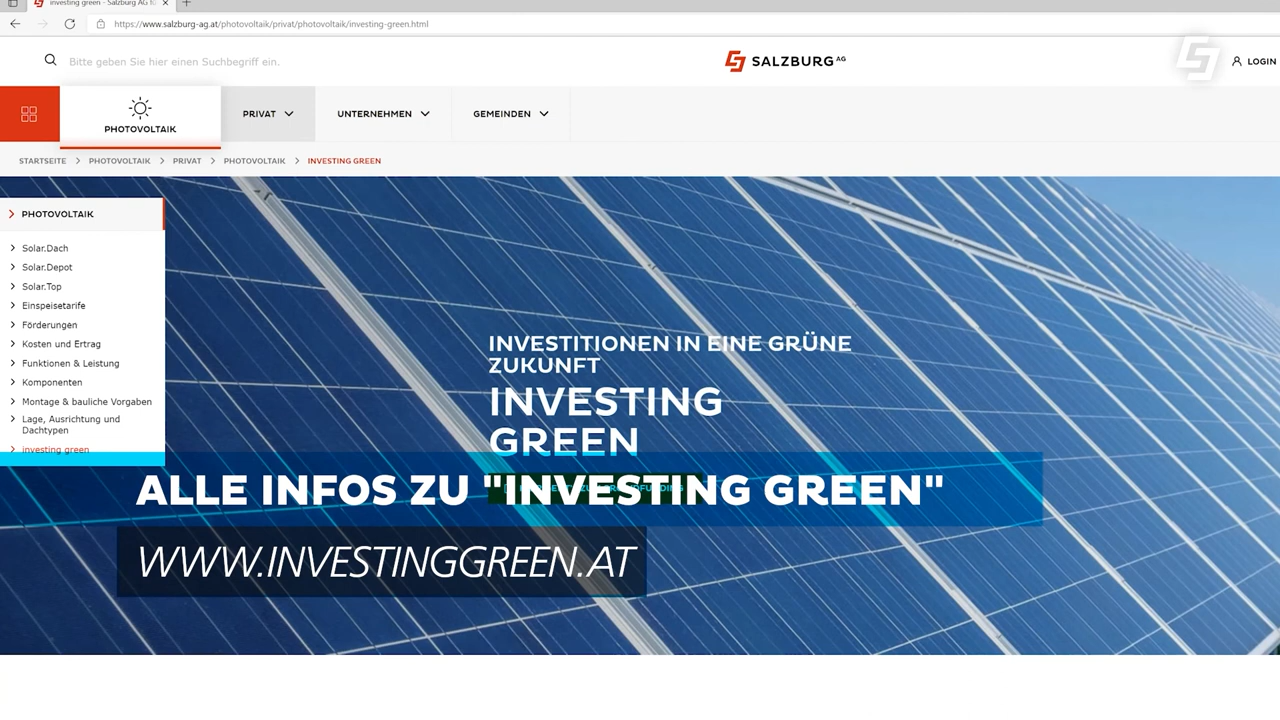 investing green - Salzburg AG fü
https://www.salzburg-ag.at/photovoltaik/privat/photovoltaik/investing-green.html
Bitte geben Sie hier einen Suchbegriff ein.
SALZBURG AG
LOGIN
PHOTOVOLTAIK
PRIVAT
UNTERNEHMEN
GEMEINDEN
STARTSEITE > PHOTOVOLTAIK > PRIVAT > PHOTOVOLTAIK > INVESTING GREEN
PHOTOVOLTAIK
Solar.Dach
Solar.Depot
Solar.Top
Einspeisetarife
Förderungen
Kosten und Ertrag
Funktionen & Leistung
Komponenten
Montage & bauliche Vorgaben
Lage, Ausrichtung und
Dachtypen
investing green
INVESTITIONEN IN EINE GRÜNE
ZUKUNFT
INVESTING
GREEN
ALLE INFOS ZU "INVESTING GREEN"
WWW.INVESTINGGREEN.AT